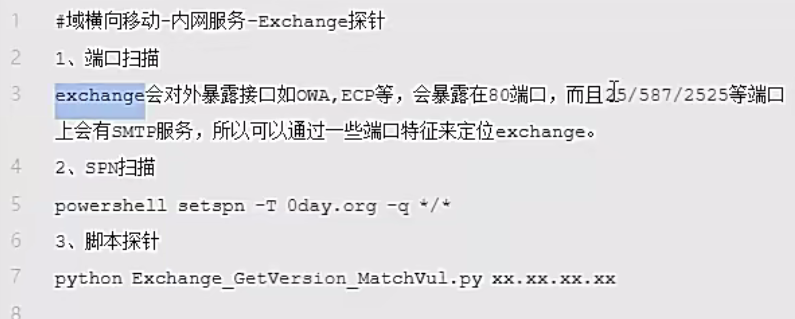 1 #域横向移动-内网服务-Exchange探针
2 1、端口扫描
3 exchange会对外暴露接口如OWA,ECP等，会暴露在80端口，而且25/587/2525等端口
上会有SMTP服务，所以可以通过一些端口特征来定位exchange。
4 2、SPN扫描
5 powershell setspn -T 0day.org -q */*
6 3、脚本探针
7 python Exchange_GetVersion_MatchVul.py xx.xx.xx.xx
8